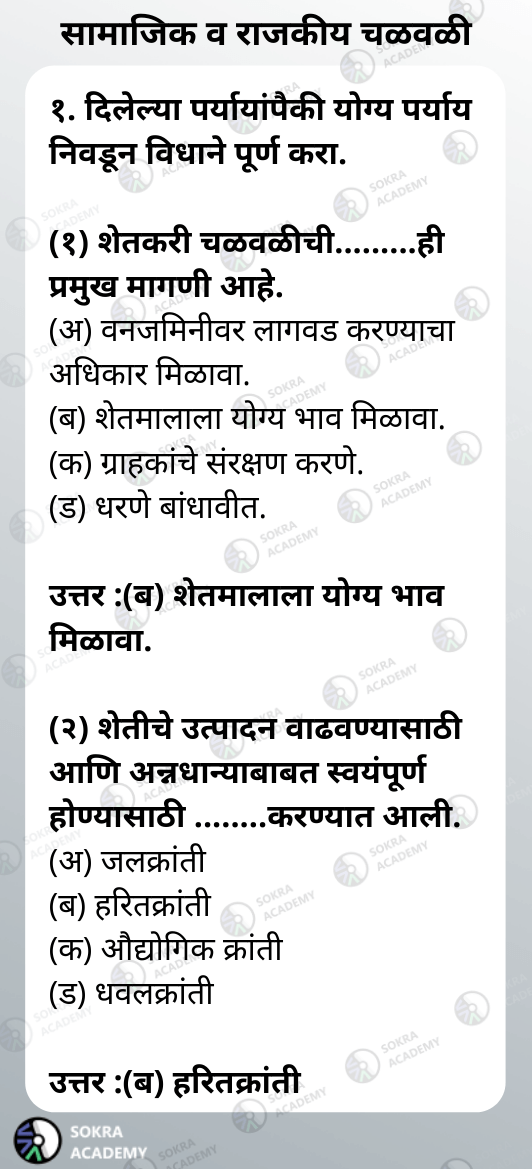 सामाजिक व राजकीय चळवळी
१. दिलेल्या पर्यायांपैकी योग्य पर्याय
निवडून विधाने पूर्ण करा.
(१) शेतकरी चळवळीची.........ही
प्रमुख मागणी आहे.
(अ) वनजमिनीवर लागवड करण्याचा
अधिकार मिळावा.
(ब) शेतमालाला योग्य भाव मिळावा.
(क) ग्राहकांचे संरक्षण करणे.
(ड) धरणे बांधावीत.
उत्तर :(ब) शेतमालाला योग्य भाव
मिळावा.
(२) शेतीचे उत्पादन वाढवण्यासाठी
आणि अन्नधान्याबाबत स्वयंपूर्ण
होण्यासाठी ........करण्यात आली.
(अ) जलक्रांती
(ब) हरितक्रांती
(क) औद्योगिक क्रांती
(ड) धवलक्रांती
उत्तर :(ब) हरितक्रांती
SOKRA
ACADEMY